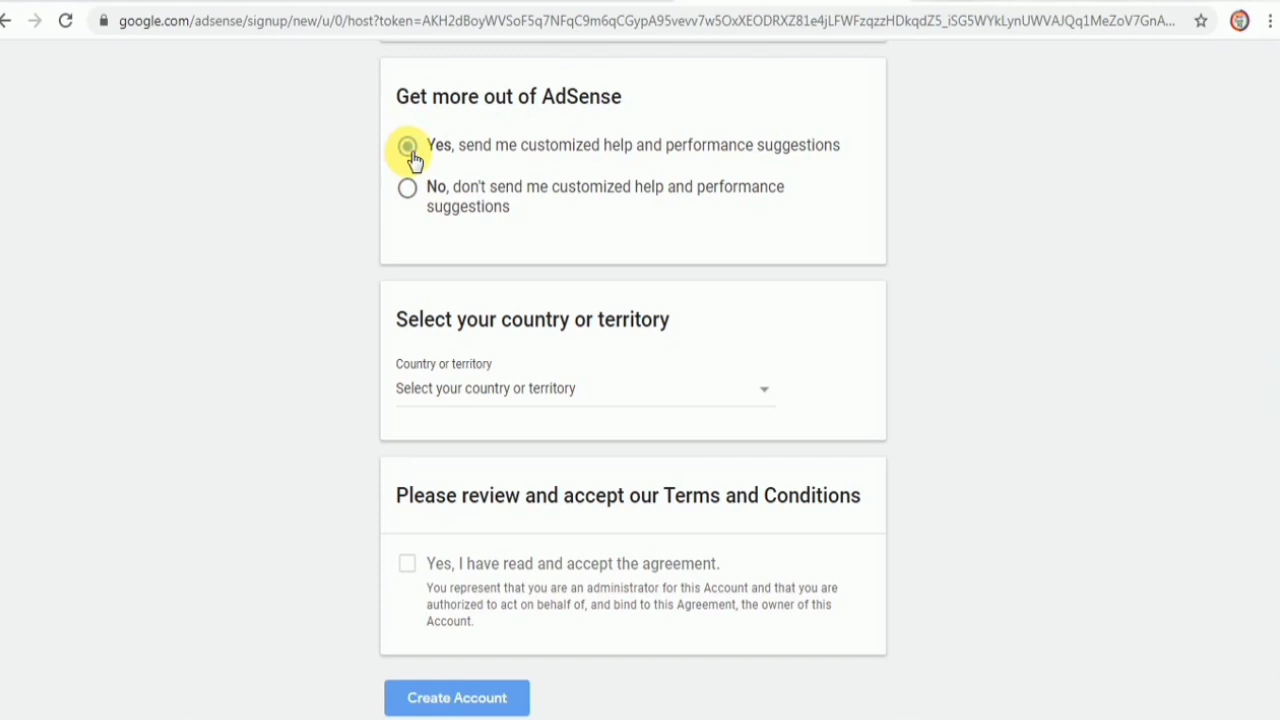 google.com/adsense/signup/new/u/0/host?token=AKH2dBoyWVSoF5q7NFqC9m6qCGypA95vevv7w5OxXEODRXZ81e4jLFWFzqzzHDkqdZ5_iSG5WYkLynUWVAJQq1MeZoV7GnA...
Get more out of AdSense
Yes, send me customized help and performance suggestions
No, don't send me customized help and performance
suggestions
Select your country or territory
Country or territory
Select your country or territory
Please review and accept our Terms and Conditions
Yes, I have read and accept the agreement.
You represent that you are an administrator for this Account and that you are
authorized to act on behalf of, and bind to this Agreement, the owner of this
Account.
Create Account